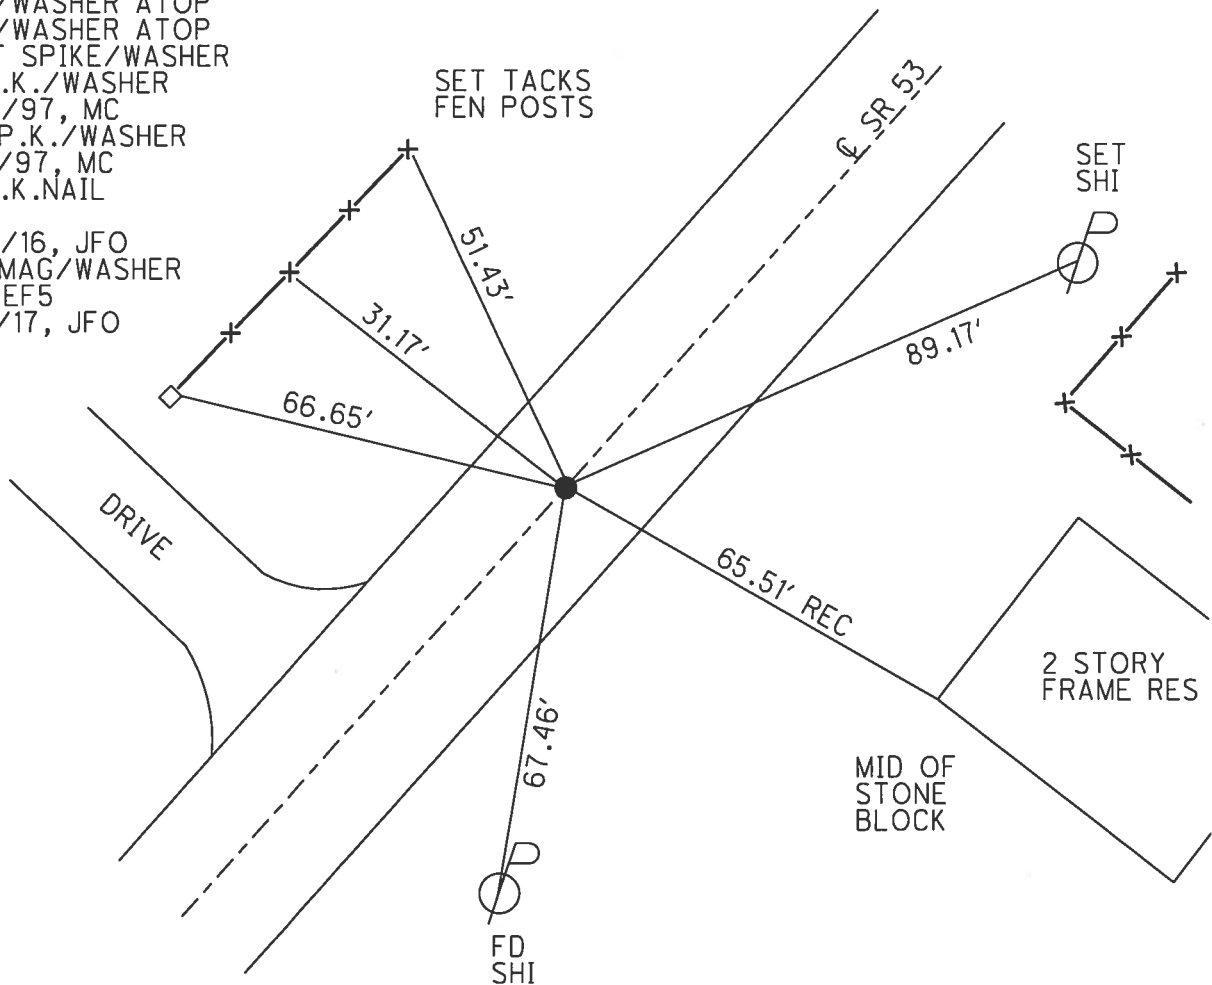 /WASHER ATOP
/WASHER ATOP
T SPIKE/WASHER
.K./WASHER
/97, MC
P.K./WASHER
/97, MC
.K.NAIL
/16, JFO
MAG/WASHER
EF5
/17, JFO
SET TACKS
FEN POSTS
℄ SR 53
SET
SHI
51.43'
31.17'
66.65'
89.17'
DRIVE
65.51' REC
2 STORY
FRAME RES
67.46'
MID OF
STONE
BLOCK
FD
SHI